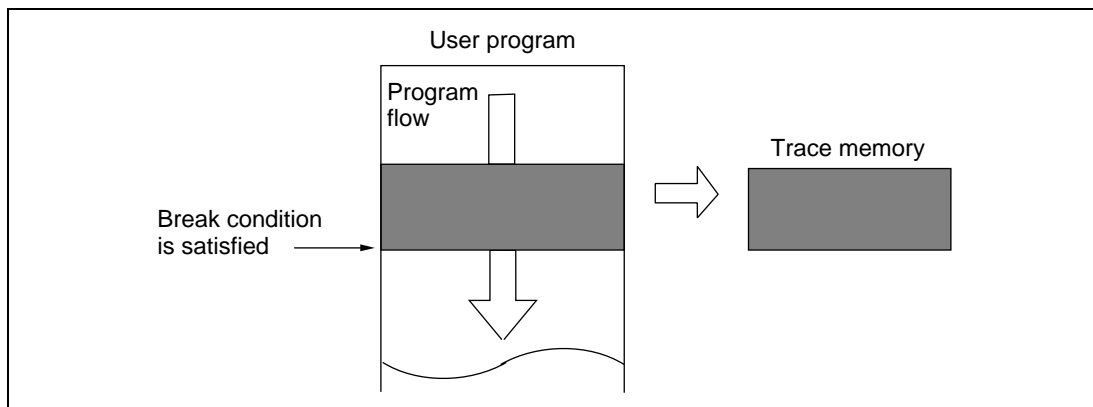 User program
Program
flow
Trace memory
Break condition
is satisfied